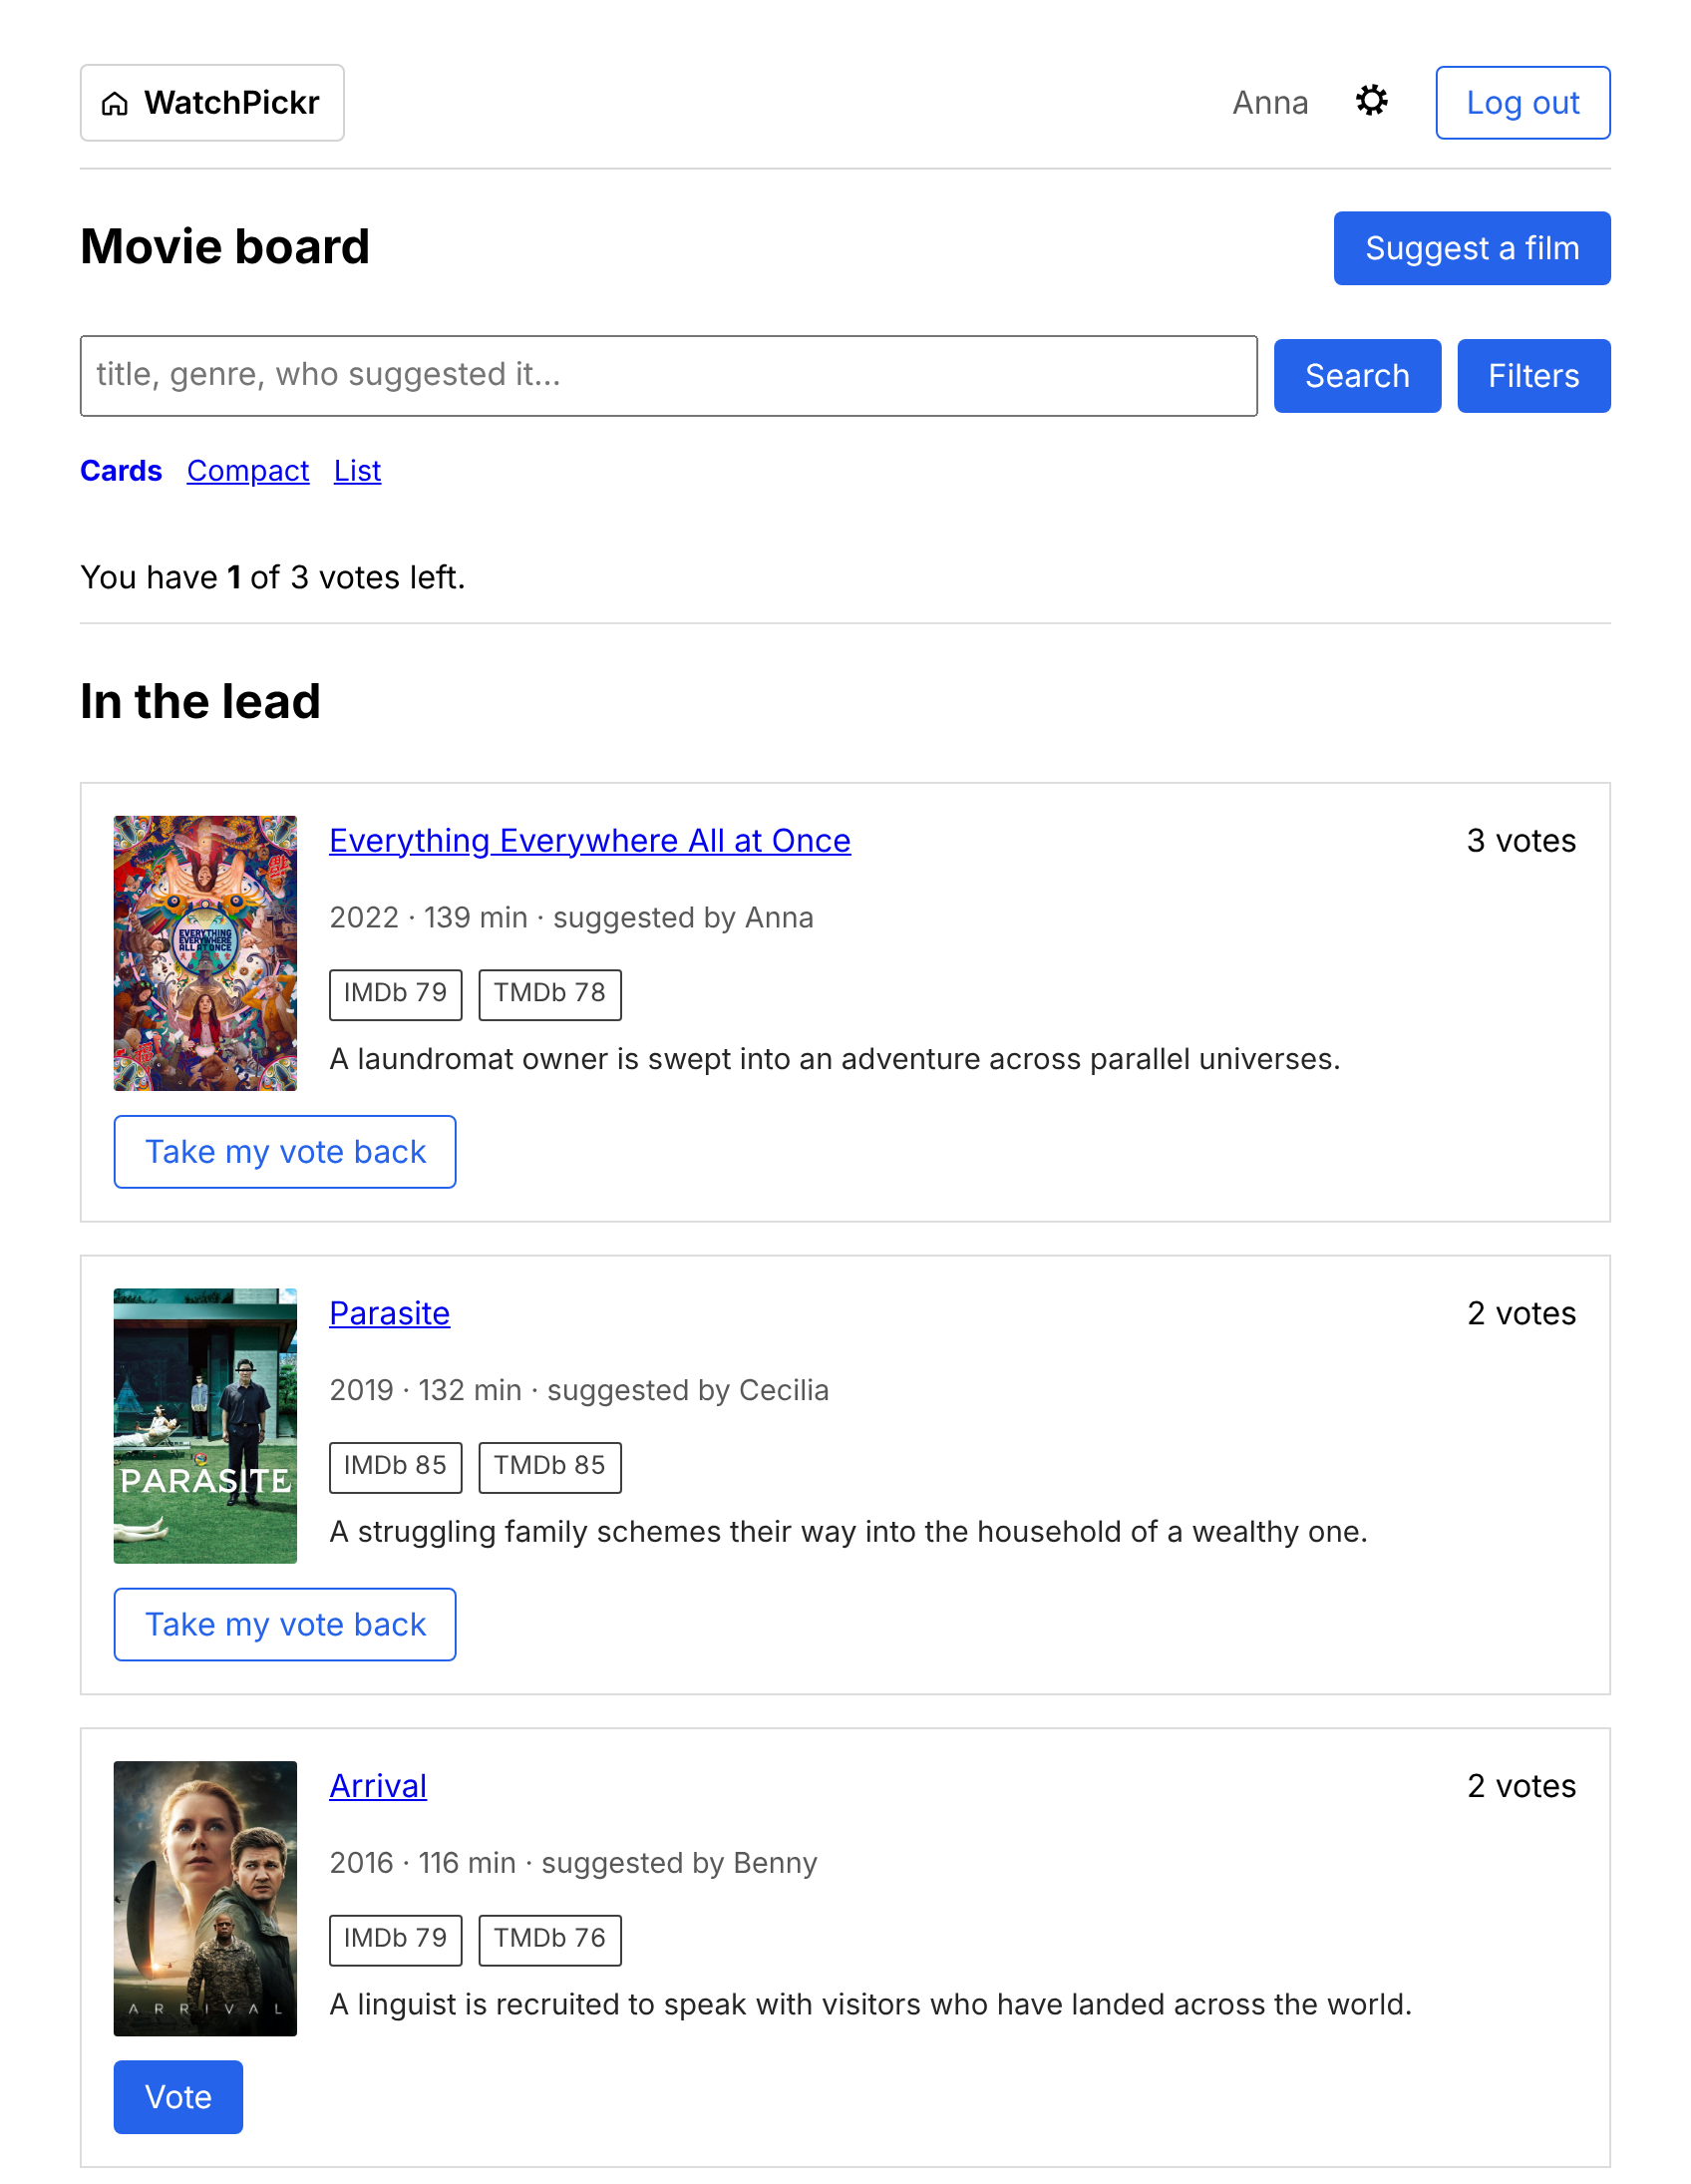 WatchPickr
Anna
Log out
Movie board
Suggest a film
title, genre, who suggested it...
Search
Filters
Cards Compact List
You have 1 of 3 votes left.
In the lead
Everything Everywhere All at Once
3 votes
2022 · 139 min · suggested by Anna
IMDb 79
TMDb 78
A laundromat owner is swept into an adventure across parallel universes.
EVERYTHING
EVERYWHERE
ALL AT ONCE
Take my vote back
Parasite
2 votes
2019 · 132 min · suggested by Cecilia
IMDb 85
TMDb 85
A struggling family schemes their way into the household of a wealthy one.
PARASITE
Take my vote back
Arrival
2 votes
2016 · 116 min · suggested by Benny
IMDb 79
TMDb 76
A linguist is recruited to speak with visitors who have landed across the world.
ARRIVAL
Vote